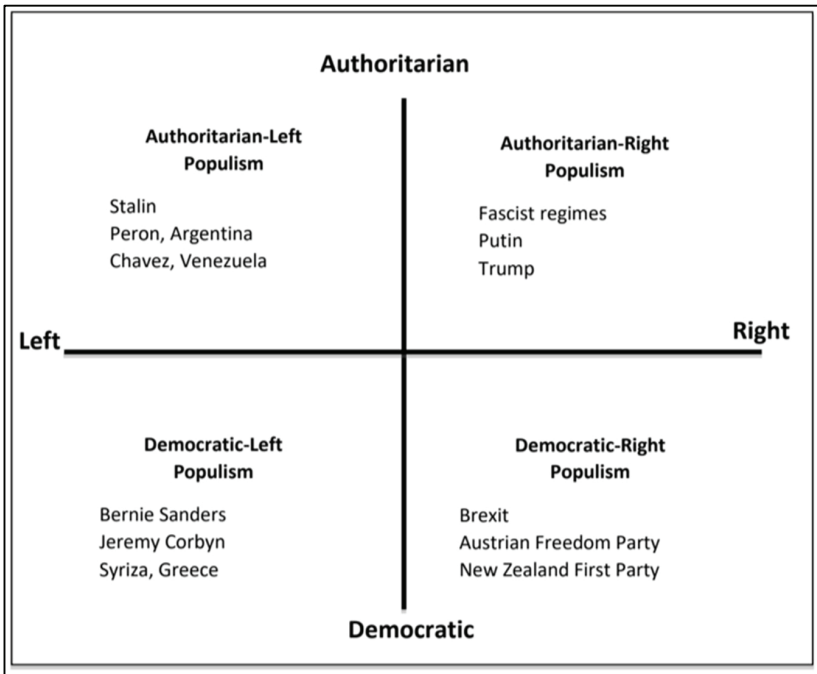 Authoritarian
Authoritarian-Left
Populism
Stalin
Peron, Argentina
Chavez, Venezuela
Authoritarian-Right
Populism
Fascist regimes
Putin
Trump
Left
Right
Democratic-Left
Populism
Bernie Sanders
Jeremy Corbyn
Syriza, Greece
Democratic-Right
Populism
Brexit
Austrian Freedom Party
New Zealand First Party
Democratic